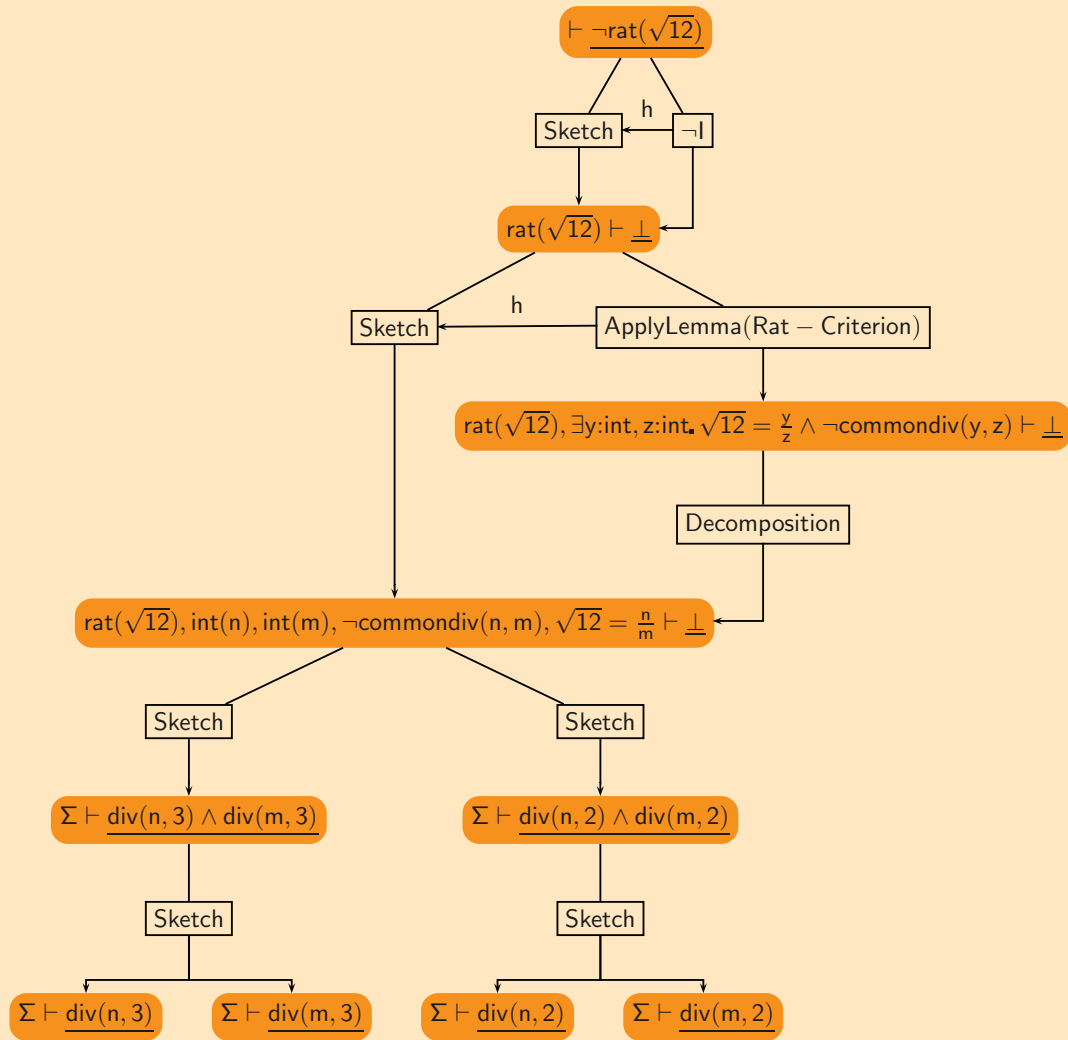 ⊢ ¬rat(√12)
h
Sketch
¬I
rat(√12) ⊢ ⊥
h
Sketch
ApplyLemma(Rat − Criterion)
rat(√12), ∃y:int, z:int. √12 = y/z ∧ ¬commondiv(y, z) ⊢ ⊥
Decomposition
rat(√12), int(n), int(m), ¬commondiv(n, m), √12 = n/m ⊢ ⊥
Sketch
Sketch
Σ ⊢ div(n, 3) ∧ div(m, 3)
Σ ⊢ div(n, 2) ∧ div(m, 2)
Sketch
Sketch
Σ ⊢ div(n, 3)
Σ ⊢ div(m, 3)
Σ ⊢ div(n, 2)
Σ ⊢ div(m, 2)